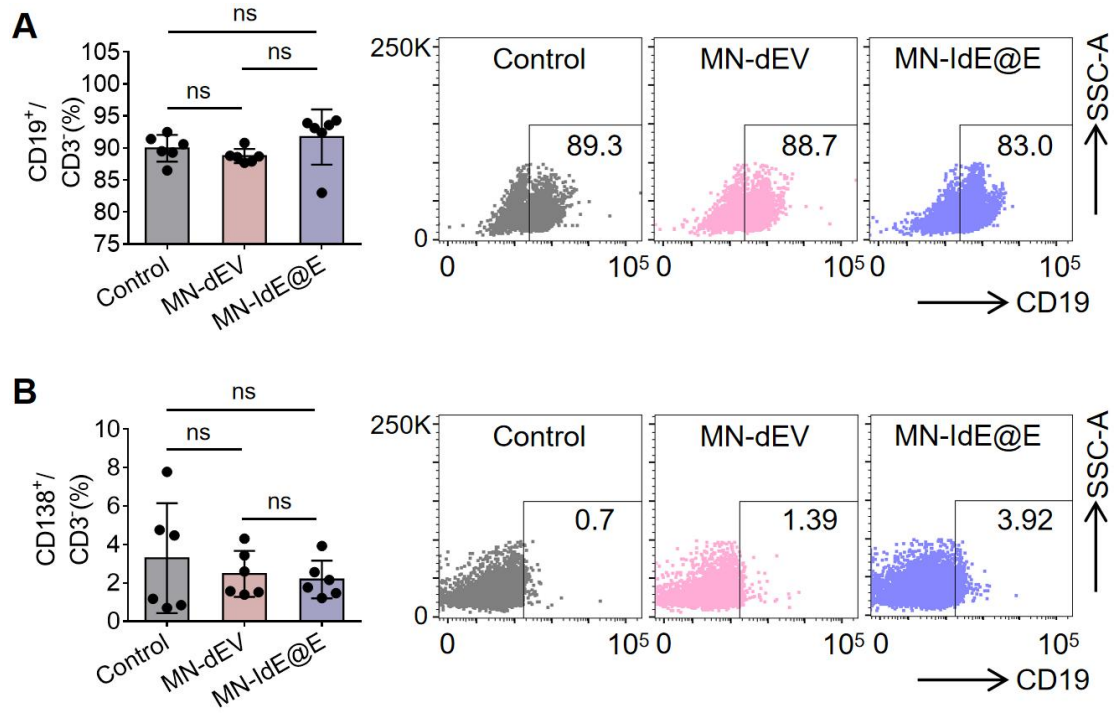 A
ns
ns
ns
CD19+/
CD3-(%)
105
100
95
90
85
80
75
Control
MN-dEV
MN-IdE@E
250K
0
Control
89.3
0
10⁵
MN-dEV
88.7
0
10⁵
MN-IdE@E
83.0
0
10⁵
SSC-A
CD19
B
ns
ns
ns
CD138+/
CD3-(%)
10
8
6
4
2
0
Control
MN-dEV
MN-IdE@E
250K
0
Control
0.7
0
10⁵
MN-dEV
1.39
0
10⁵
MN-IdE@E
3.92
0
10⁵
SSC-A
CD19